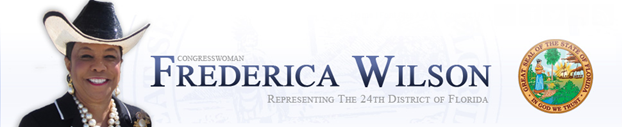 CONGRESSWOMAN
FREDERICA WILSON
REPRESENTING THE 24TH DISTRICT OF FLORIDA
GREAT SEAL OF THE STATE OF FLORIDA
IN GOD WE TRUST